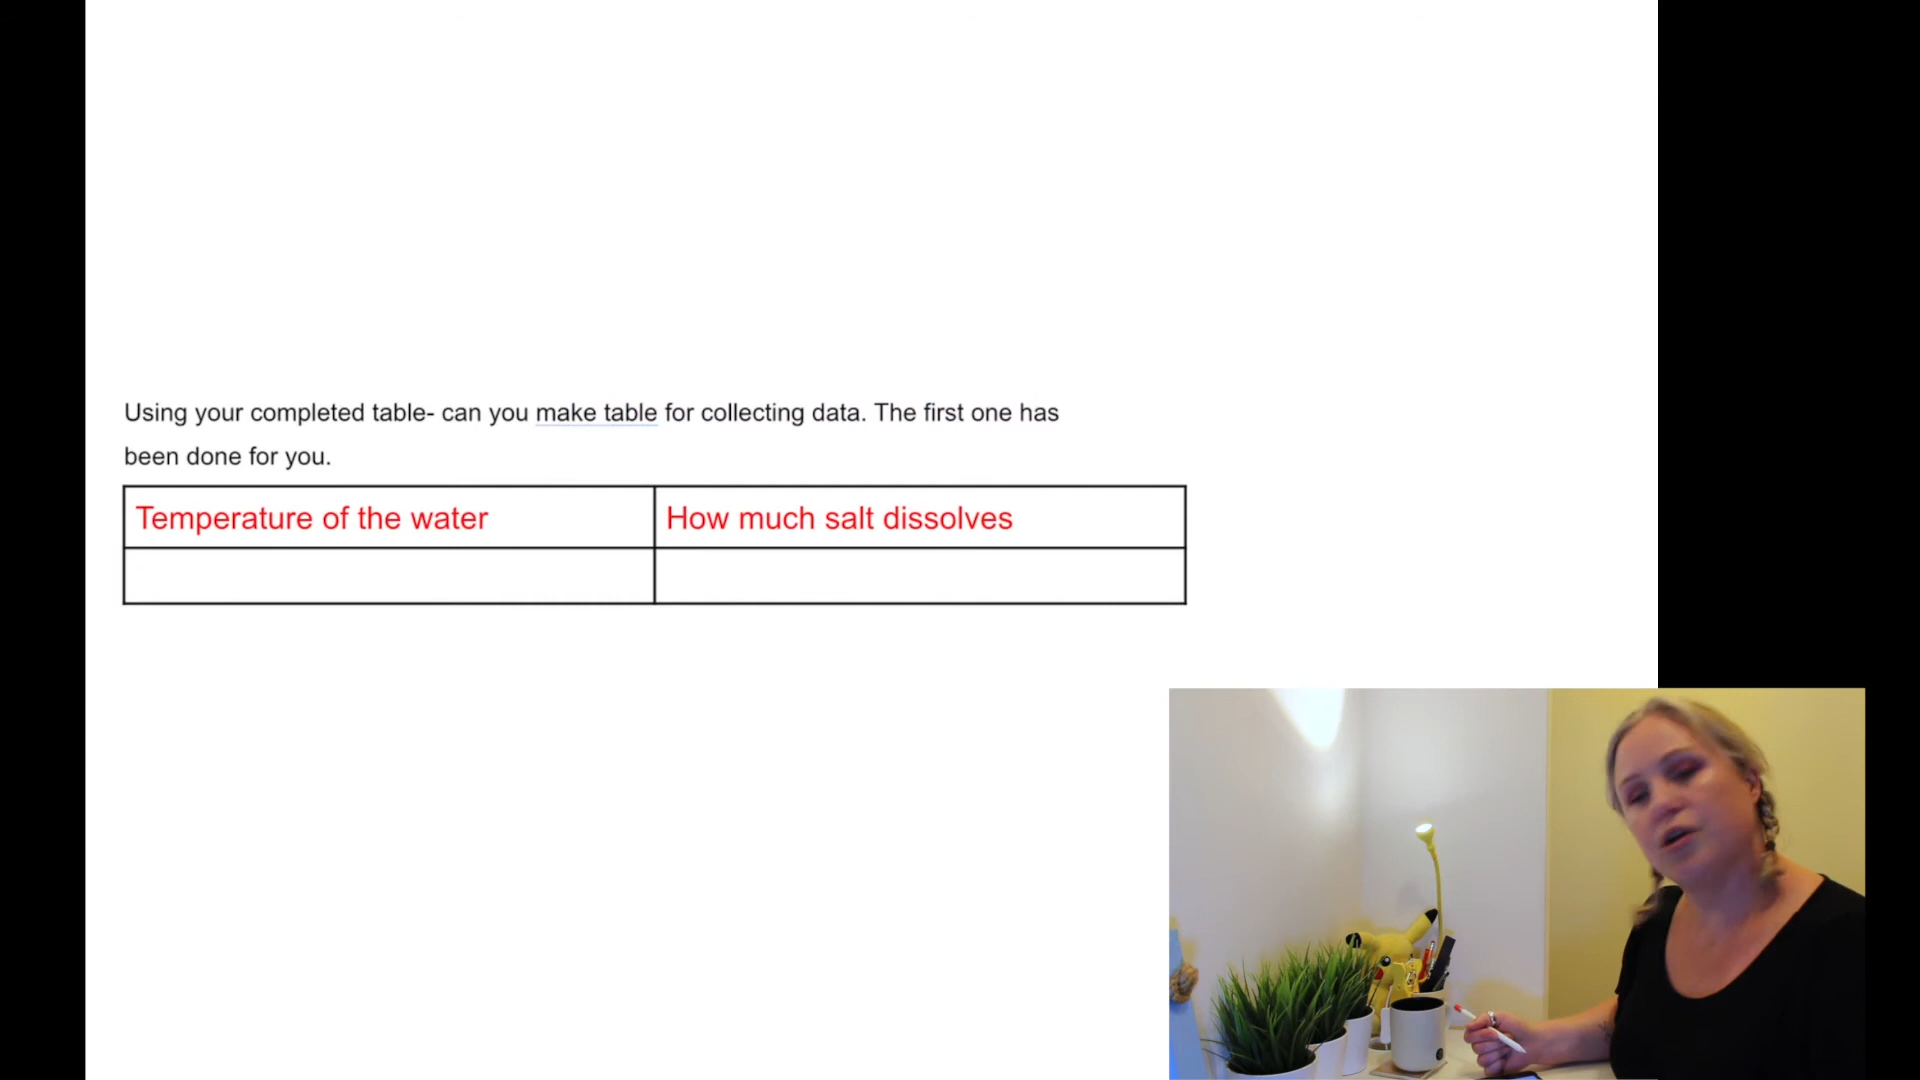 Using your completed table- can you make table for collecting data. The first one has
been done for you.
Temperature of the water
How much salt dissolves